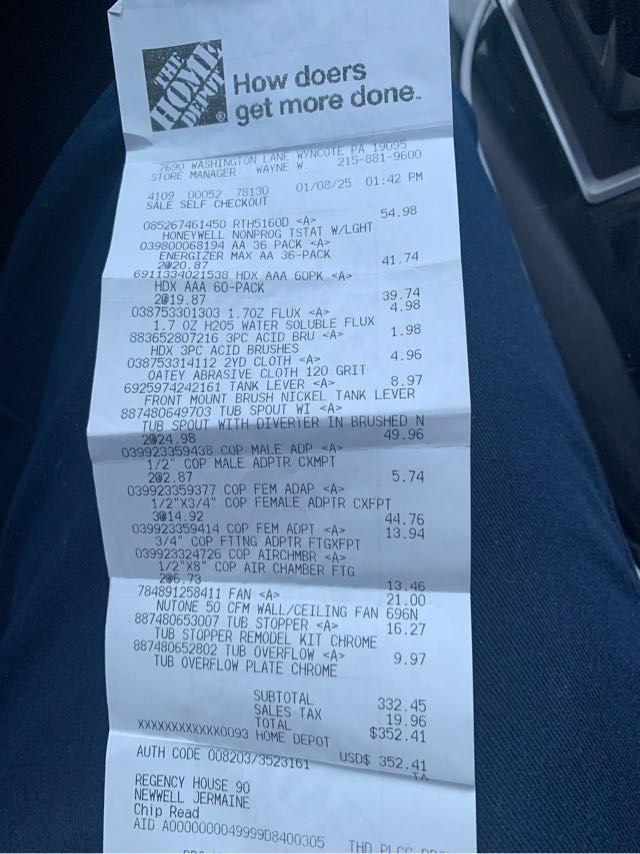 THE HOME DEPOT
How doers
get more done.
7690 WASHINGTON LANE WYNCOTE PA 19095
STORE MANAGER WAYNE W. 215-881-9600
4109 00052 78130 01/08/25 01:42 PM
SALE SELF CHECKOUT
085267461450 RTH5160D <A> 54.98
HONEYWELL NONPROG TSTAT W/LGHT
039800068194 AA 36 PACK <A>
ENERGIZER MAX AA 36-PACK
2@20.87 41.74
6911334021538 HDX AAA 60PK <A>
HDX AAA 60-PACK
2@19.87 39.74
038753301303 1.7OZ FLUX <A> 4.98
1.7 OZ H205 WATER SOLUBLE FLUX
883652807216 3PC ACID BRU <A> 1.98
HDX 3PC ACID BRUSHES
038753314112 2YD CLOTH <A> 4.96
OATEY ABRASIVE CLOTH 120 GRIT
6925974242161 TANK LEVER <A> 8.97
FRONT MOUNT BRUSH NICKEL TANK LEVER
887480649703 TUB SPOUT WI <A>
TUB SPOUT WITH DIVERTER IN BRUSHED N
2@24.98 49.96
039923359438 COP MALE ADP <A>
1/2" COP MALE ADPTR CXMPT
2@2.87 5.74
039923359377 COP FEM ADAP <A>
1/2"X3/4" COP FEMALE ADPTR CXFPT
3@14.92 44.76
039923359414 COP FEM ADPT <A> 13.94
3/4" COP FTTNG ADPTR FTGXFPT
039923324726 COP AIRCHMBR <A>
1/2"X8" COP AIR CHAMBER FTG
2@6.73 13.46
784891258411 FAN <A> 21.00
NUTONE 50 CFM WALL/CEILING FAN 696N
887480653007 TUB STOPPER <A> 16.27
TUB STOPPER REMODEL KIT CHROME
887480652802 TUB OVERFLOW <A> 9.97
TUB OVERFLOW PLATE CHROME
SUBTOTAL 332.45
SALES TAX 19.96
TOTAL $352.41
XXXXXXXXXXXX0093 HOME DEPOT
USD$ 352.41
AUTH CODE 008203/3523161 TA
REGENCY HOUSE 90
NEWWELL JERMAINE
Chip Read
AID A0000000049999D8400305 THD PLCC